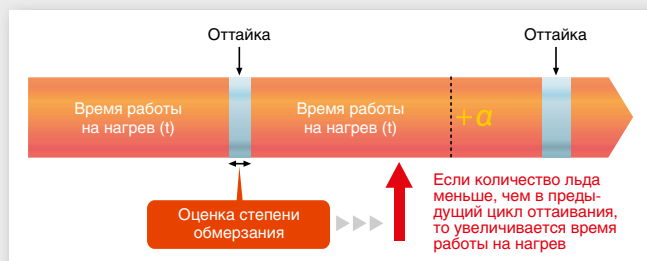 Оттайка
Оттайка
Время работы
на нагрев (t)
Время работы
на нагрев (t)
+α
Оценка степени
обмерзания
Если количество льда
меньше, чем в преды-
дущий цикл оттаивания,
то увеличивается время
работы на нагрев